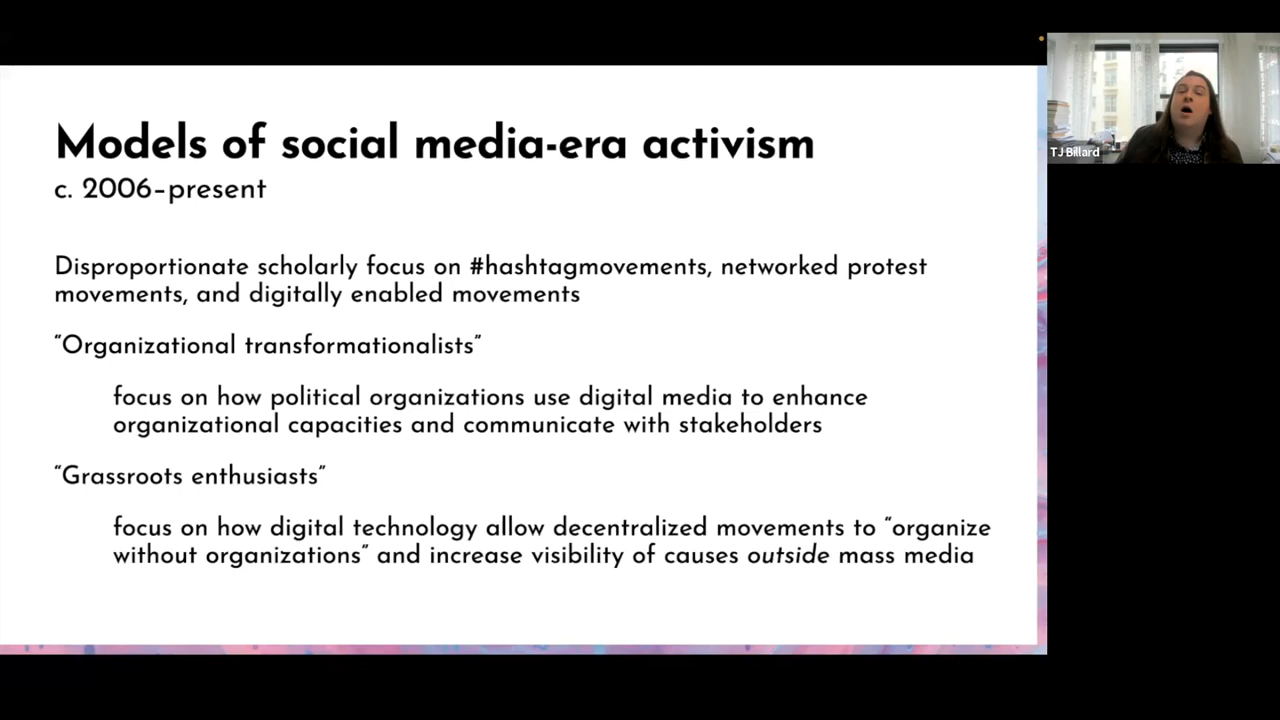 Models of social media-era activism
c. 2006–present
Disproportionate scholarly focus on #hashtagmovements, networked protest
movements, and digitally enabled movements
"Organizational transformationalists"
focus on how political organizations use digital media to enhance
organizational capacities and communicate with stakeholders
"Grassroots enthusiasts"
focus on how digital technology allow decentralized movements to "organize
without organizations" and increase visibility of causes outside mass media
TJ Billard